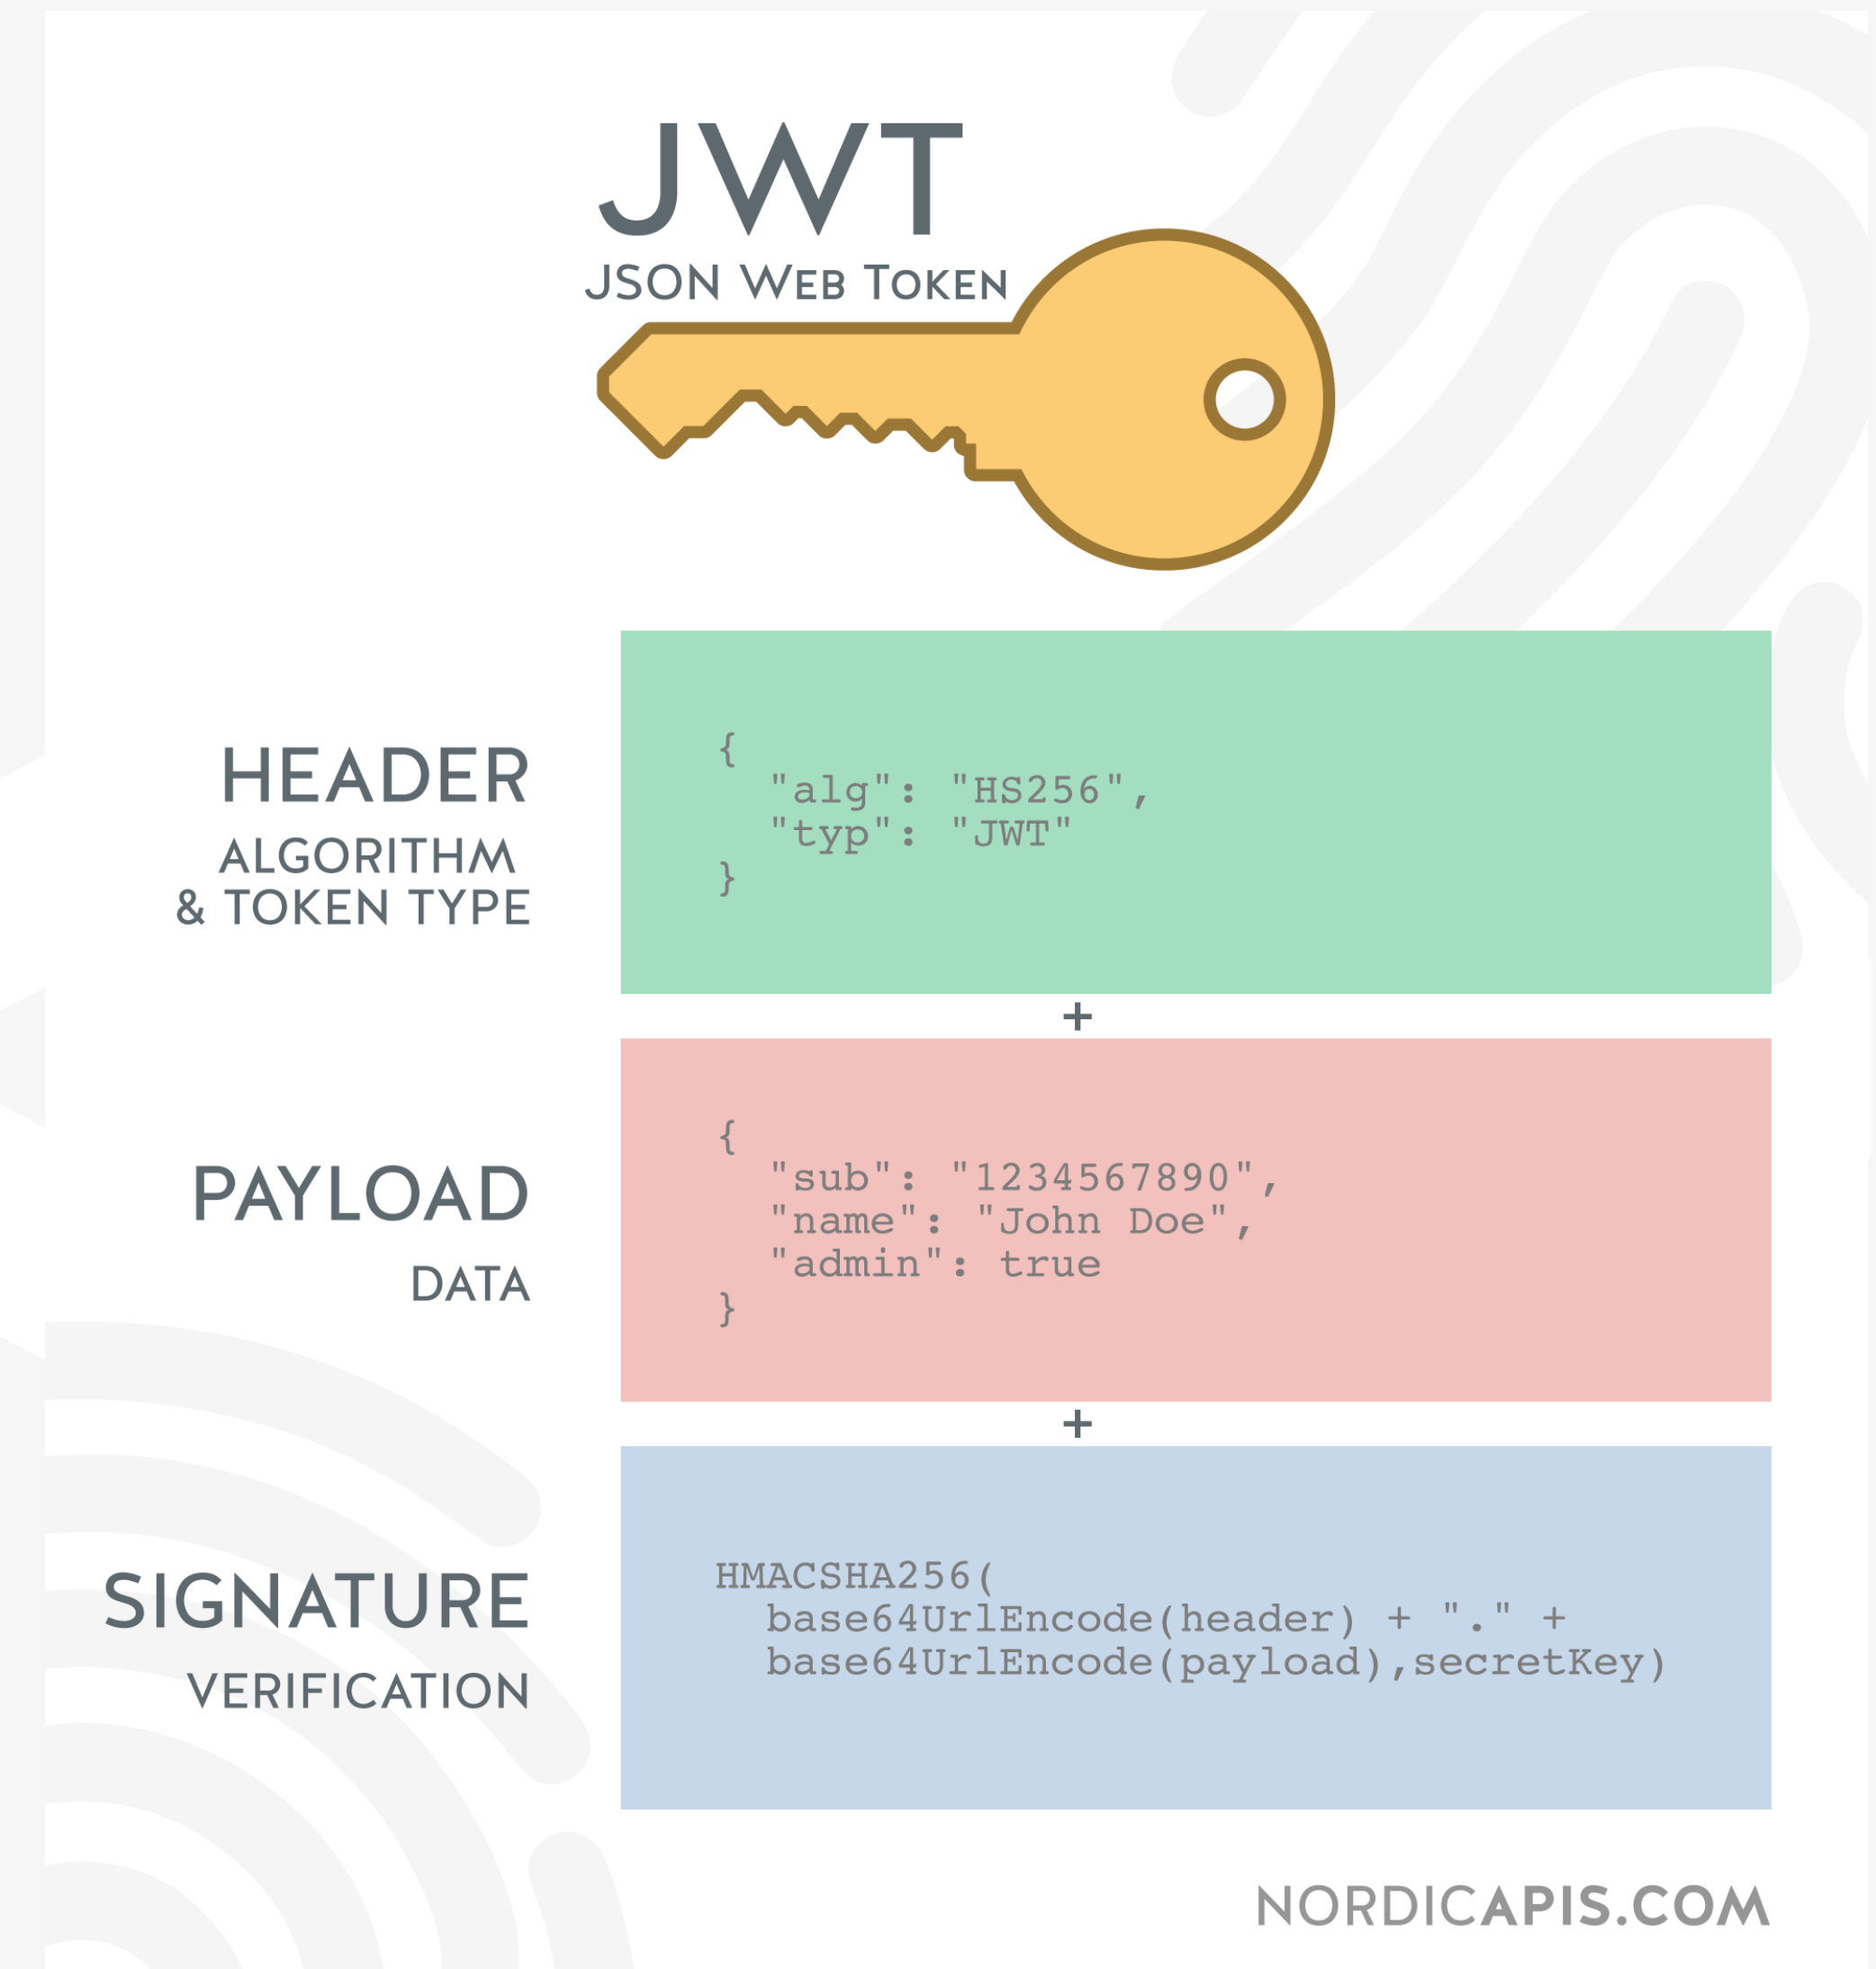 JWT
JSON Web Token
HEADER
ALGORITHM
& TOKEN TYPE
{
"alg": "HS256",
"typ": "JWT"
}
+
PAYLOAD
DATA
{
"sub": "1234567890",
"name": "John Doe",
"admin": true
}
+
SIGNATURE
VERIFICATION
HMACSHA256(
base64UrlEncode(header) + "." +
base64UrlEncode(payload),secretKey)
NORDICAPIS.COM